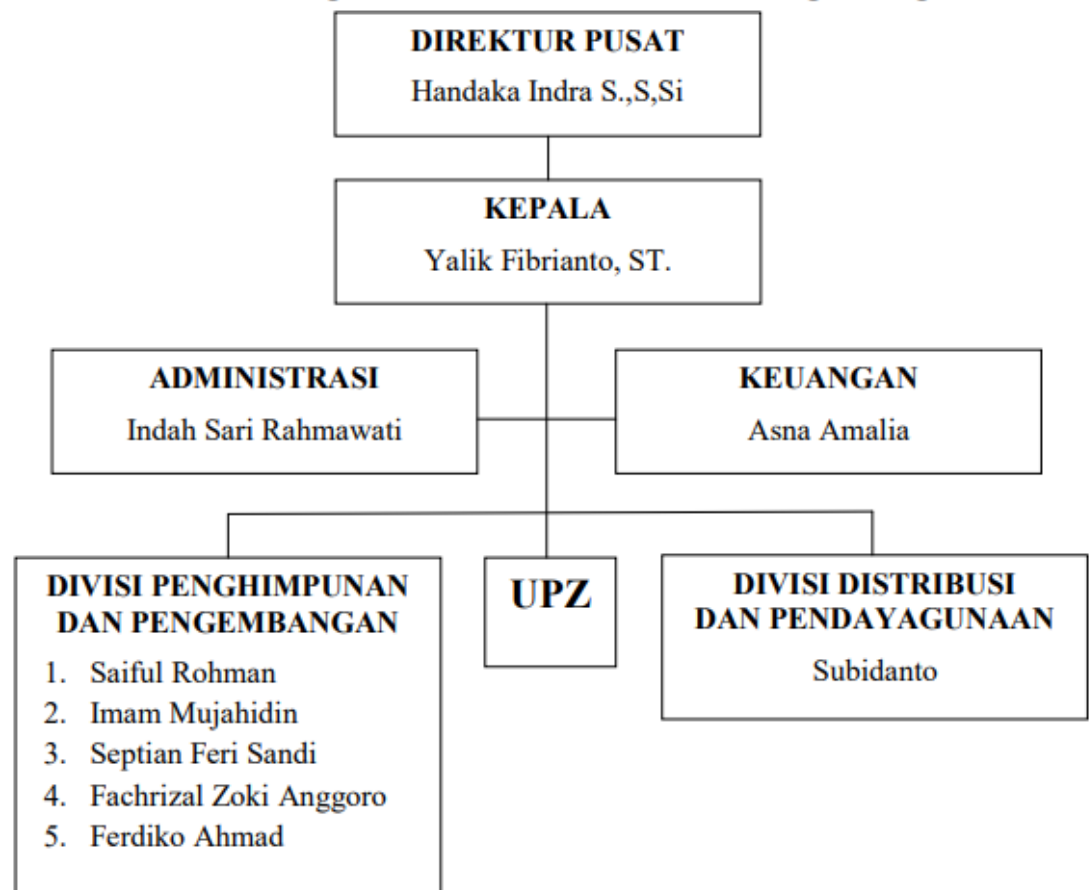 DIREKTUR PUSAT
Handaka Indra S.,S,Si
KEPALA
Yalik Fibrianto, ST.
ADMINISTRASI
Indah Sari Rahmawati
KEUANGAN
Asna Amalia
DIVISI PENGHIMPUNAN
DAN PENGEMBANGAN
1. Saiful Rohman
2. Imam Mujahidin
3. Septian Feri Sandi
4. Fachrizal Zoki Anggoro
5. Ferdiko Ahmad
UPZ
DIVISI DISTRIBUSI
DAN PENDAYAGUNAAN
Subidanto